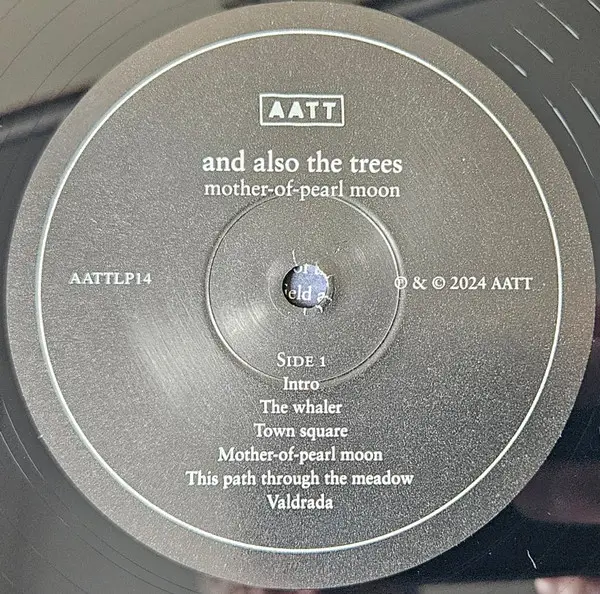 AATT
and also the trees
mother-of-pearl moon
AATTLP14
℗ & © 2024 AATT
SIDE 1
Intro
The whaler
Town square
Mother-of-pearl moon
This path through the meadow
Valdrada